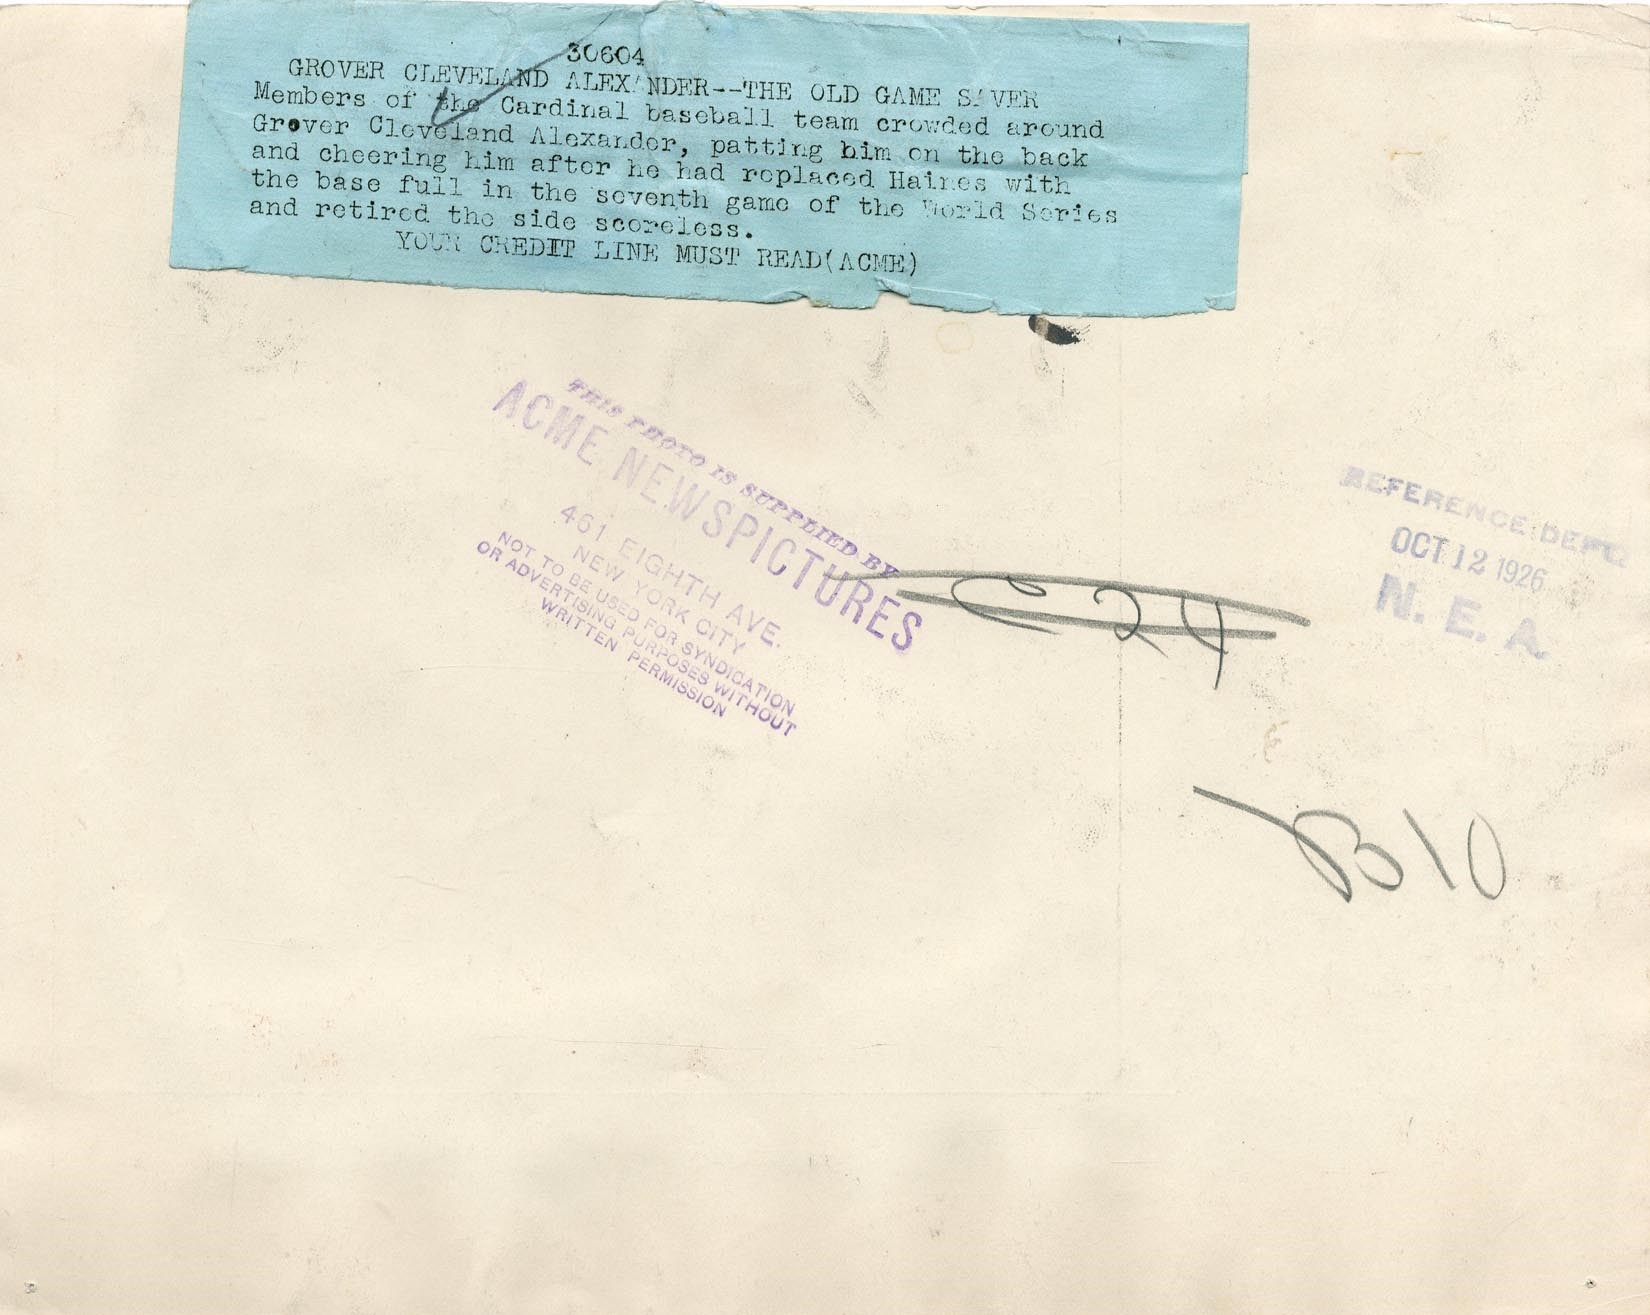 30604
GROVER CLEVELAND ALEXANDER--THE OLD GAME SAVER
Members of the Cardinal baseball team crowded around
Grover Cleveland Alexander, patting him on the back
and cheering him after he had replaced Haines with
the base full in the seventh game of the World Series
and retired the side scoreless.
YOUR CREDIT LINE MUST READ(ACME)
THIS PHOTO IS SUPPLIED BY
ACME NEWSPICTURES
461 EIGHTH AVE.
NEW YORK CITY
NOT TO BE USED FOR SYNDICATION
OR ADVERTISING PURPOSES WITHOUT
WRITTEN PERMISSION
REFERENCE DEPT.
OCT 12 1926
N. E. A.
C 24
B10